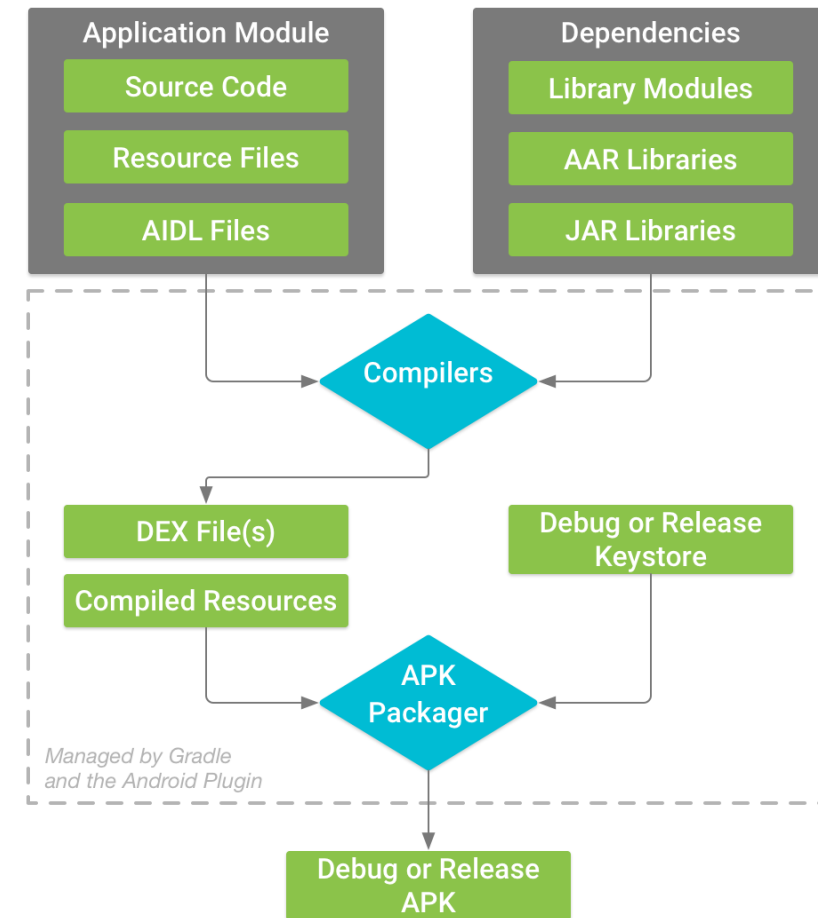 Application Module
Source Code
Resource Files
AIDL Files
Dependencies
Library Modules
AAR Libraries
JAR Libraries
Compilers
DEX File(s)
Compiled Resources
Debug or Release
Keystore
APK
Packager
Managed by Gradle
and the Android Plugin
Debug or Release
APK